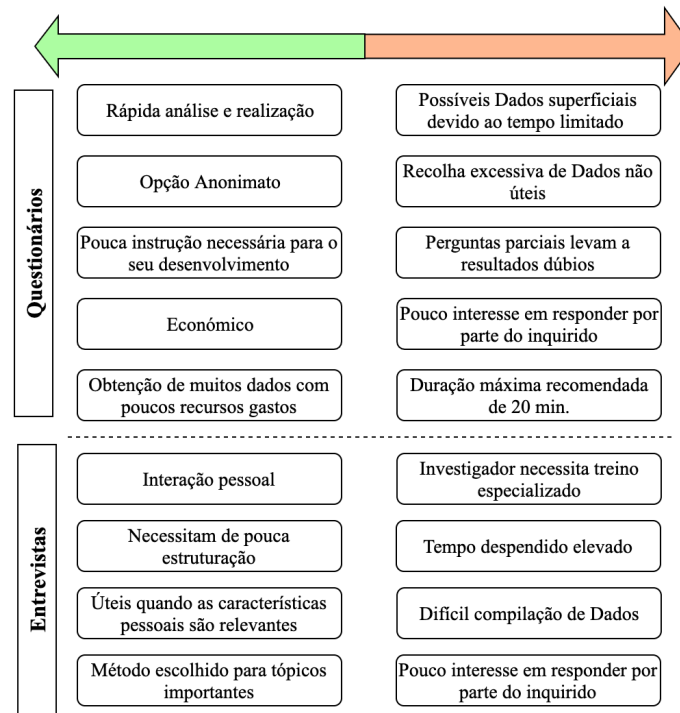 Questionários
Rápida análise e realização
Possíveis Dados superficiais
devido ao tempo limitado
Opção Anonimato
Recolha excessiva de Dados não
úteis
Pouca instrução necessária para o
seu desenvolvimento
Perguntas parciais levam a
resultados dúbios
Económico
Pouco interesse em responder por
parte do inquirido
Obtenção de muitos dados com
poucos recursos gastos
Duração máxima recomendada
de 20 min.
Entrevistas
Interação pessoal
Investigador necessita treino
especializado
Necessitam de pouca
estruturação
Tempo despendido elevado
Úteis quando as características
pessoais são relevantes
Difícil compilação de Dados
Método escolhido para tópicos
importantes
Pouco interesse em responder por
parte do inquirido